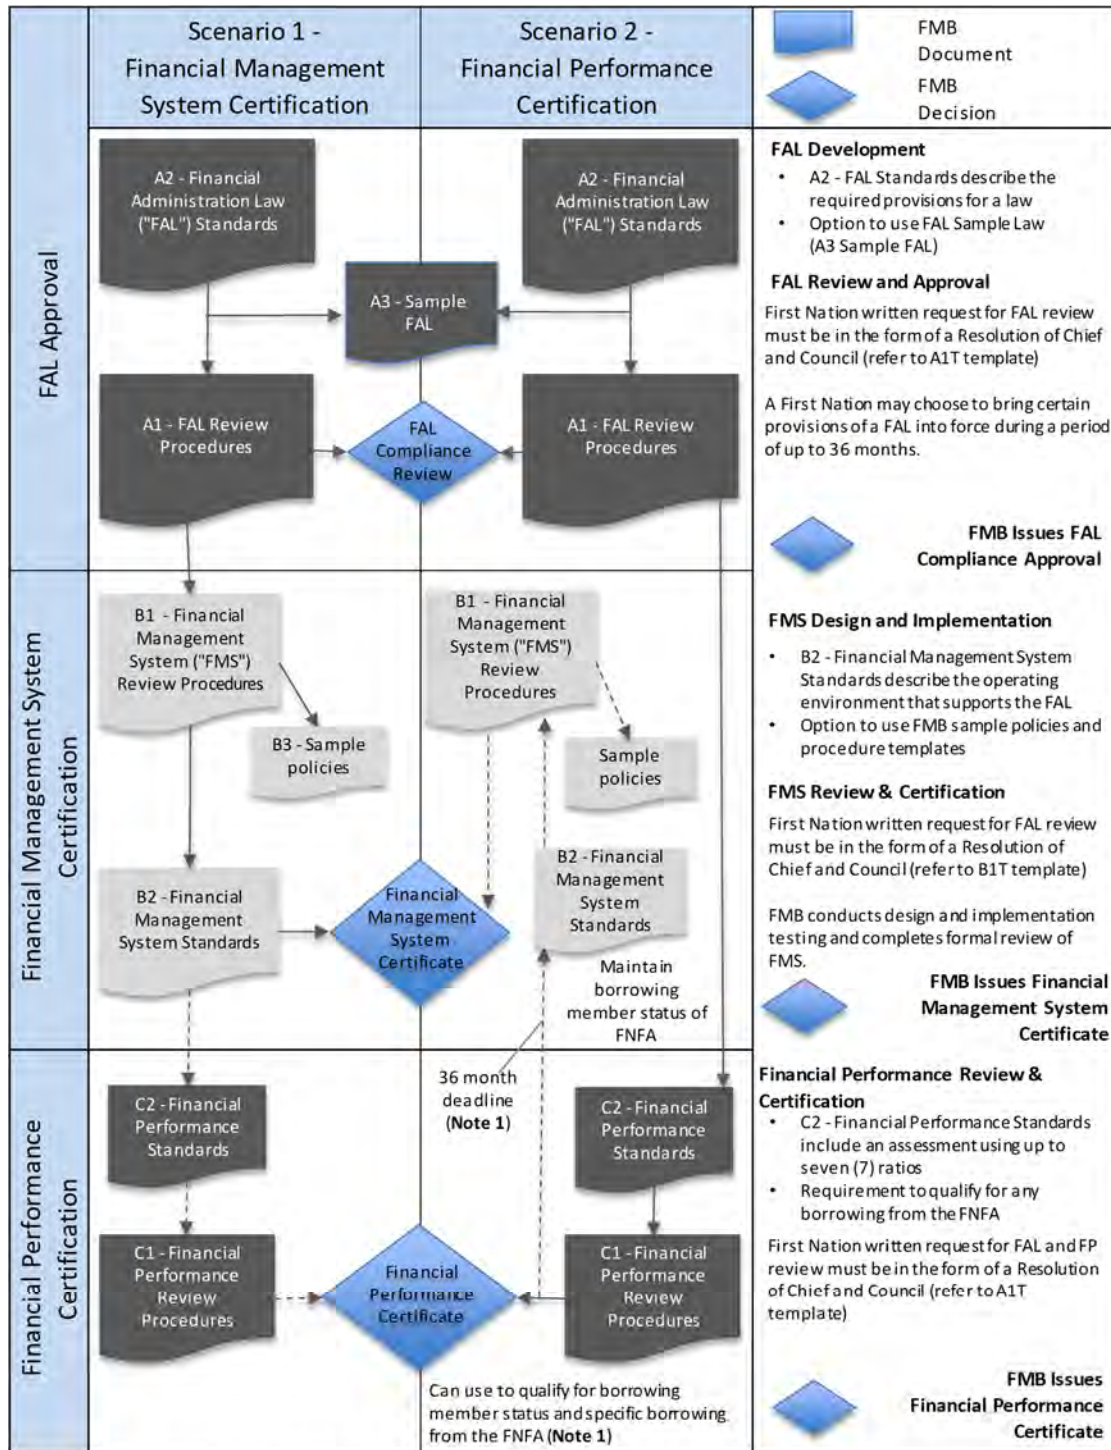 Scenario 1 -
Financial Management
System Certification
Scenario 2 -
Financial Performance
Certification
FMB
Document
FMB
Decision
FAL Approval
A2 - Financial
Administration Law
("FAL") Standards
A2 - Financial
Administration Law
("FAL") Standards
A3 - Sample
FAL
A1 - FAL Review
Procedures
FAL
Compliance
Review
A1 - FAL Review
Procedures
FAL Development
• A2 - FAL Standards describe the
required provisions for a law
• Option to use FAL Sample Law
(A3 Sample FAL)
FAL Review and Approval
First Nation written request for FAL review
must be in the form of a Resolution of Chief
and Council (refer to A1T template)
A First Nation may choose to bring certain
provisions of a FAL into force during a period
of up to 36 months.
FMB Issues FAL
Compliance Approval
Financial Management System
Certification
B1 - Financial
Management
System ("FMS")
Review Procedures
B3 - Sample
policies
B2 - Financial
Management
System Standards
Financial
Management
System
Certificate
B1 - Financial
Management
System ("FMS")
Review
Procedures
Sample
policies
B2 - Financial
Management
System
Standards
Maintain
borrowing
member status of
FNFA
FMS Design and Implementation
• B2 - Financial Management System
Standards describe the operating
environment that supports the FAL
• Option to use FMB sample policies and
procedure templates
FMS Review & Certification
First Nation written request for FAL review
must be in the form of a Resolution of
Chief and Council (refer to B1T template)
FMB conducts design and implementation
testing and completes formal review of
FMS.
FMB Issues Financial
Management System
Certificate
Financial Performance
Certification
C2 - Financial
Performance
Standards
C1 - Financial
Performance
Review
Procedures
36 month
deadline
(Note 1)
Financial
Performance
Certificate
C2 - Financial
Performance
Standards
C1 - Financial
Performance
Review
Procedures
Can use to qualify for borrowing
member status and specific borrowing
from the FNFA (Note 1)
Financial Performance Review &
Certification
• C2 - Financial Performance Standards
include an assessment using up to
seven (7) ratios
• Requirement to qualify for any
borrowing from the FNFA
First Nation written request for FAL and FP
review must be in the form of a Resolution
of Chief and Council (refer to A1T
template)
FMB Issues
Financial Performance
Certificate